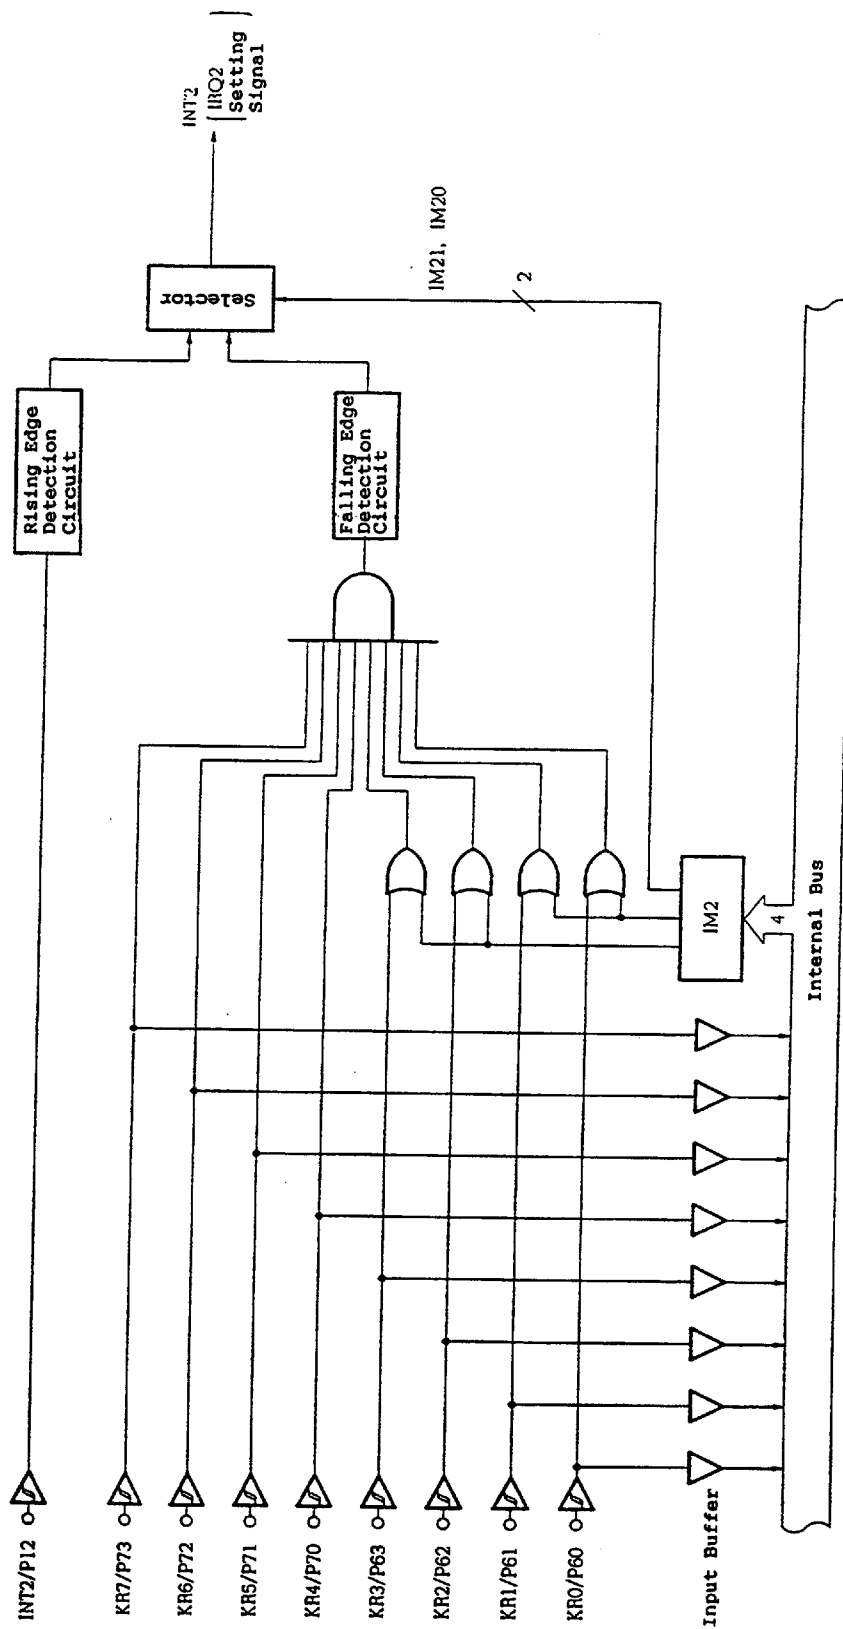 INT2/P12
KR7/P73
KR6/P72
KR5/P71
KR4/P70
KR3/P63
KR2/P62
KR1/P61
KR0/P60
Input Buffer
Rising Edge
Detection
Circuit
Falling Edge
Detection
Circuit
Selector
INT2
IRQ2
Setting
Signal
IM21, IM20
2
IM2
4
Internal Bus